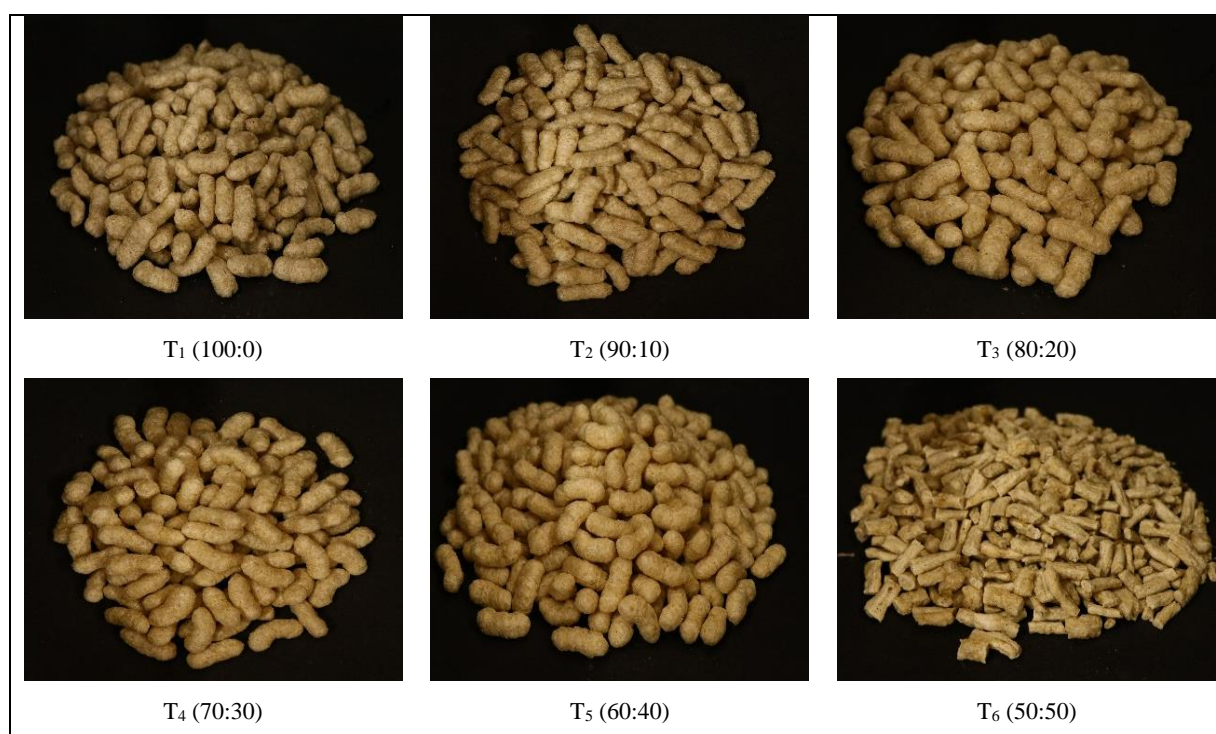 T₁ (100:0)
T₂ (90:10)
T₃ (80:20)
T₄ (70:30)
T₅ (60:40)
T₆ (50:50)